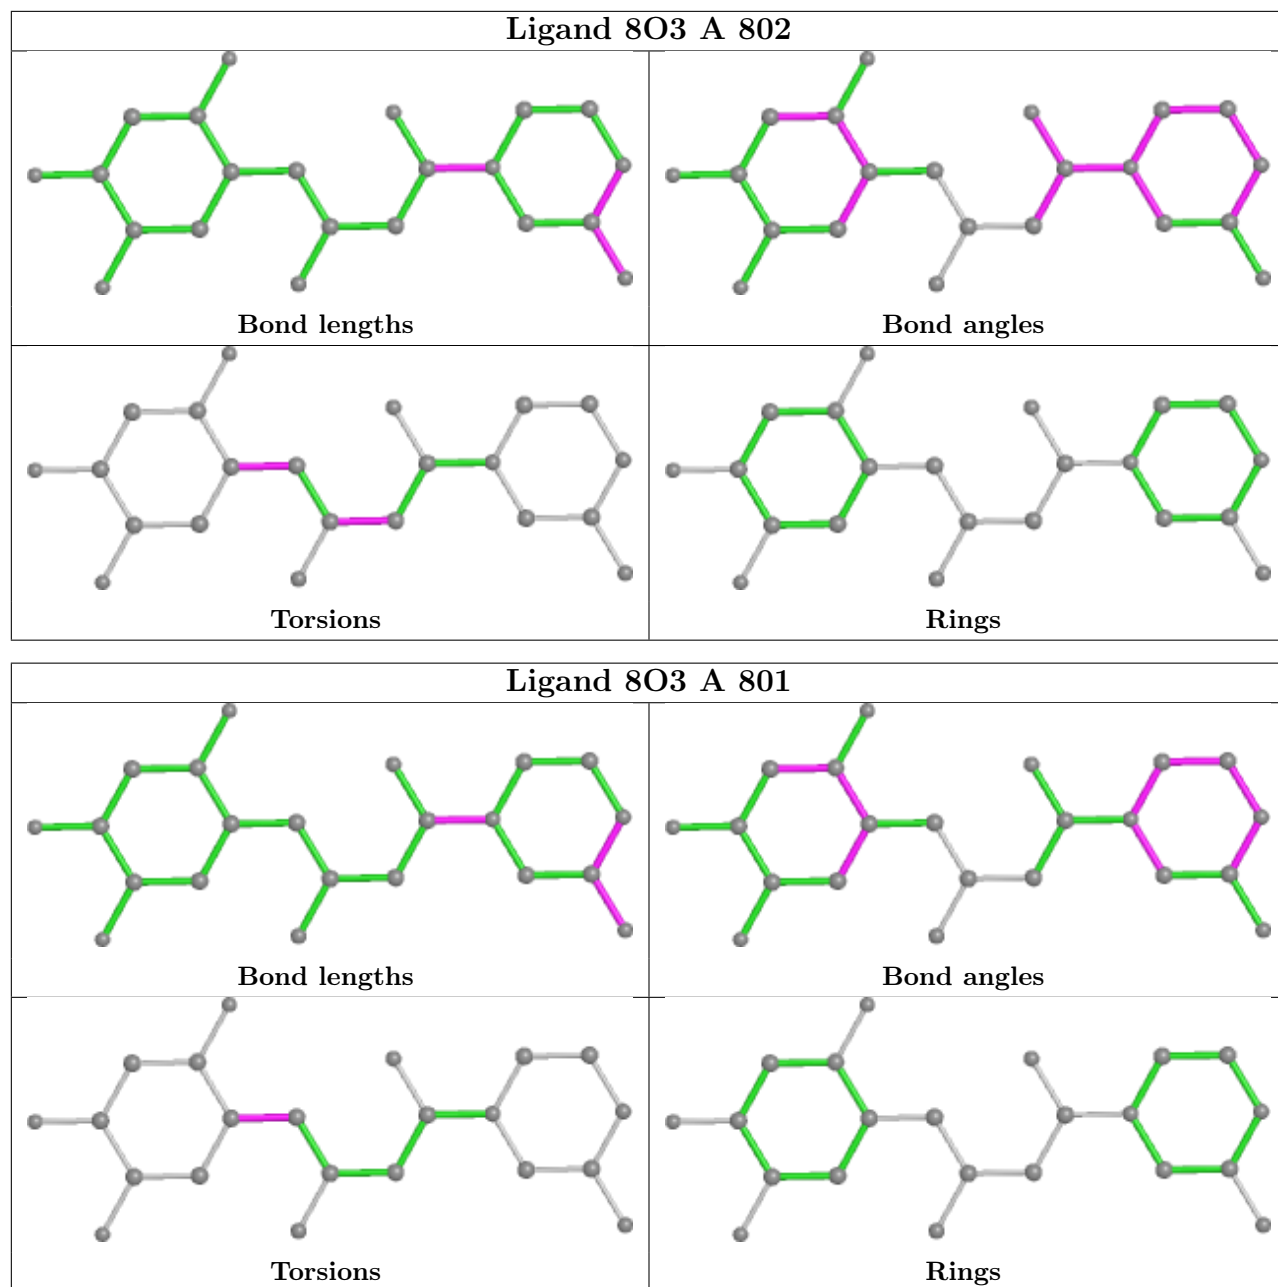 Ligand 8O3 A 802
Bond lengths
Bond angles
Torsions
Rings
Ligand 8O3 A 801
Bond lengths
Bond angles
Torsions
Rings